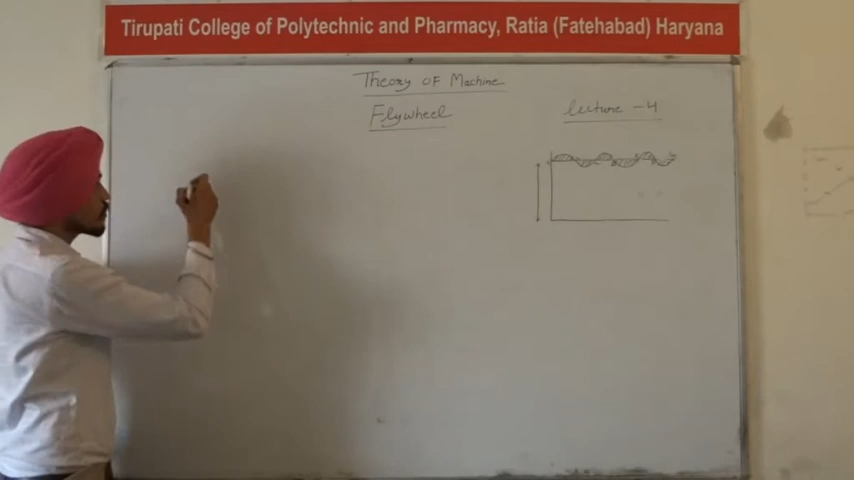 Tirupati College of Polytechnic and Pharmacy, Ratia (Fatehabad) Haryana
Theory OF Machine
Flywheel
lecture -4